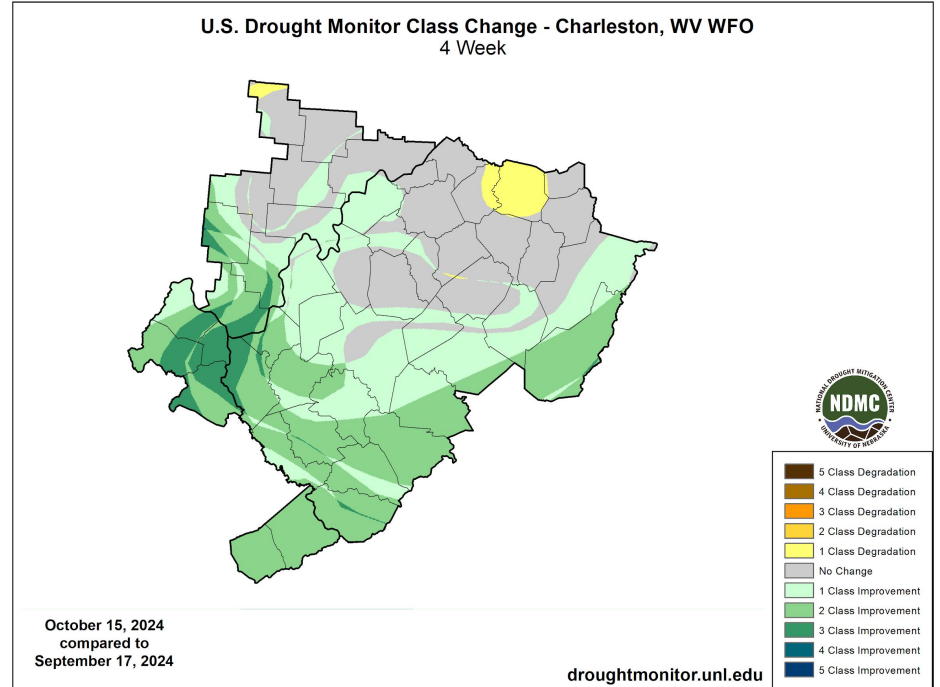 U.S. Drought Monitor Class Change - Charleston, WV WFO
4 Week
NATIONAL DROUGHT MITIGATION CENTER
NDMC
UNIVERSITY OF NEBRASKA
5 Class Degradation
4 Class Degradation
3 Class Degradation
2 Class Degradation
1 Class Degradation
No Change
1 Class Improvement
2 Class Improvement
3 Class Improvement
4 Class Improvement
5 Class Improvement
October 15, 2024
compared to
September 17, 2024
droughtmonitor.unl.edu